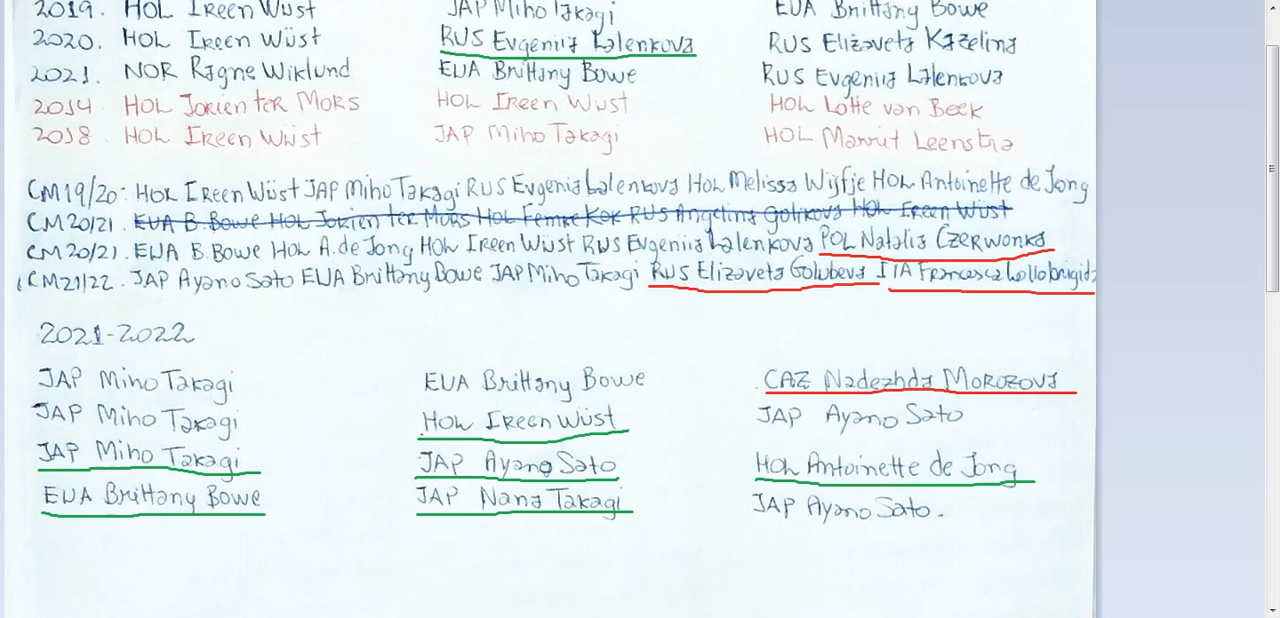 2019. HOL Ireen Wüst JAP Miho Takagi EUA Brittany Bowe
2020. HOL Ireen Wüst RUS Evgeniia Lalenkova RUS Elizaveta Kazelina
2021. NOR Ragne Wiklund EUA Brittany Bowe RUS Evgeniia Lalenkova
2014 HOL Jorien ter Mors HOL Ireen Wüst HOL Lotte van Beek
2018. HOL Ireen Wüst JAP Miho Takagi HOL Marrit Leenstra
CM19/20: HOL Ireen Wüst JAP Miho Takagi RUS Evgenia Lalenkova HOL Melissa Wijfje HOL Antoinette de Jong
CM20/21. EUA B. Bowe HOL Jorien ter Mors HOL Femke Kok RUS Angelina Golikova HOL Ireen Wüst
CM20/21. EUA B. Bowe HOL A. de Jong HOL Ireen Wüst RUS Evgeniia Lalenkova POL Natalia Czerwonka
CM21/22. JAP Ayano Sato EUA Brittany Bowe JAP Miho Takagi RUS Elizaveta Golubeva ITA Francesca Lollobrigida
2021-2022
JAP Miho Takagi EUA Brittany Bowe CAZ Nadezhda Morozova
JAP Miho Takagi HOL Ireen Wüst JAP Ayano Sato
JAP Miho Takagi JAP Ayano Sato HOL Antoinette de Jong
EUA Brittany Bowe JAP Nana Takagi JAP Ayano Sato.